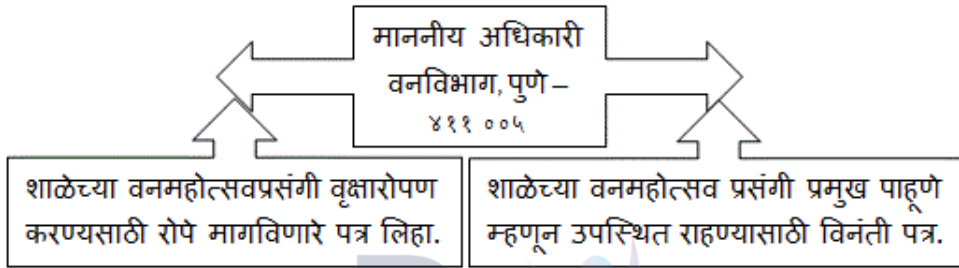 माननीय अधिकारी
वनविभाग, पुणे –
४११ ००५
शाळेच्या वनमहोत्सवप्रसंगी वृक्षारोपण
करण्यसाठी रोपे मागविणारे पत्र लिहा.
शाळेच्या वनमहोत्सव प्रसंगी प्रमुख पाहूणे
म्हणून उपस्थित राहण्यासाठी विनंती पत्र.